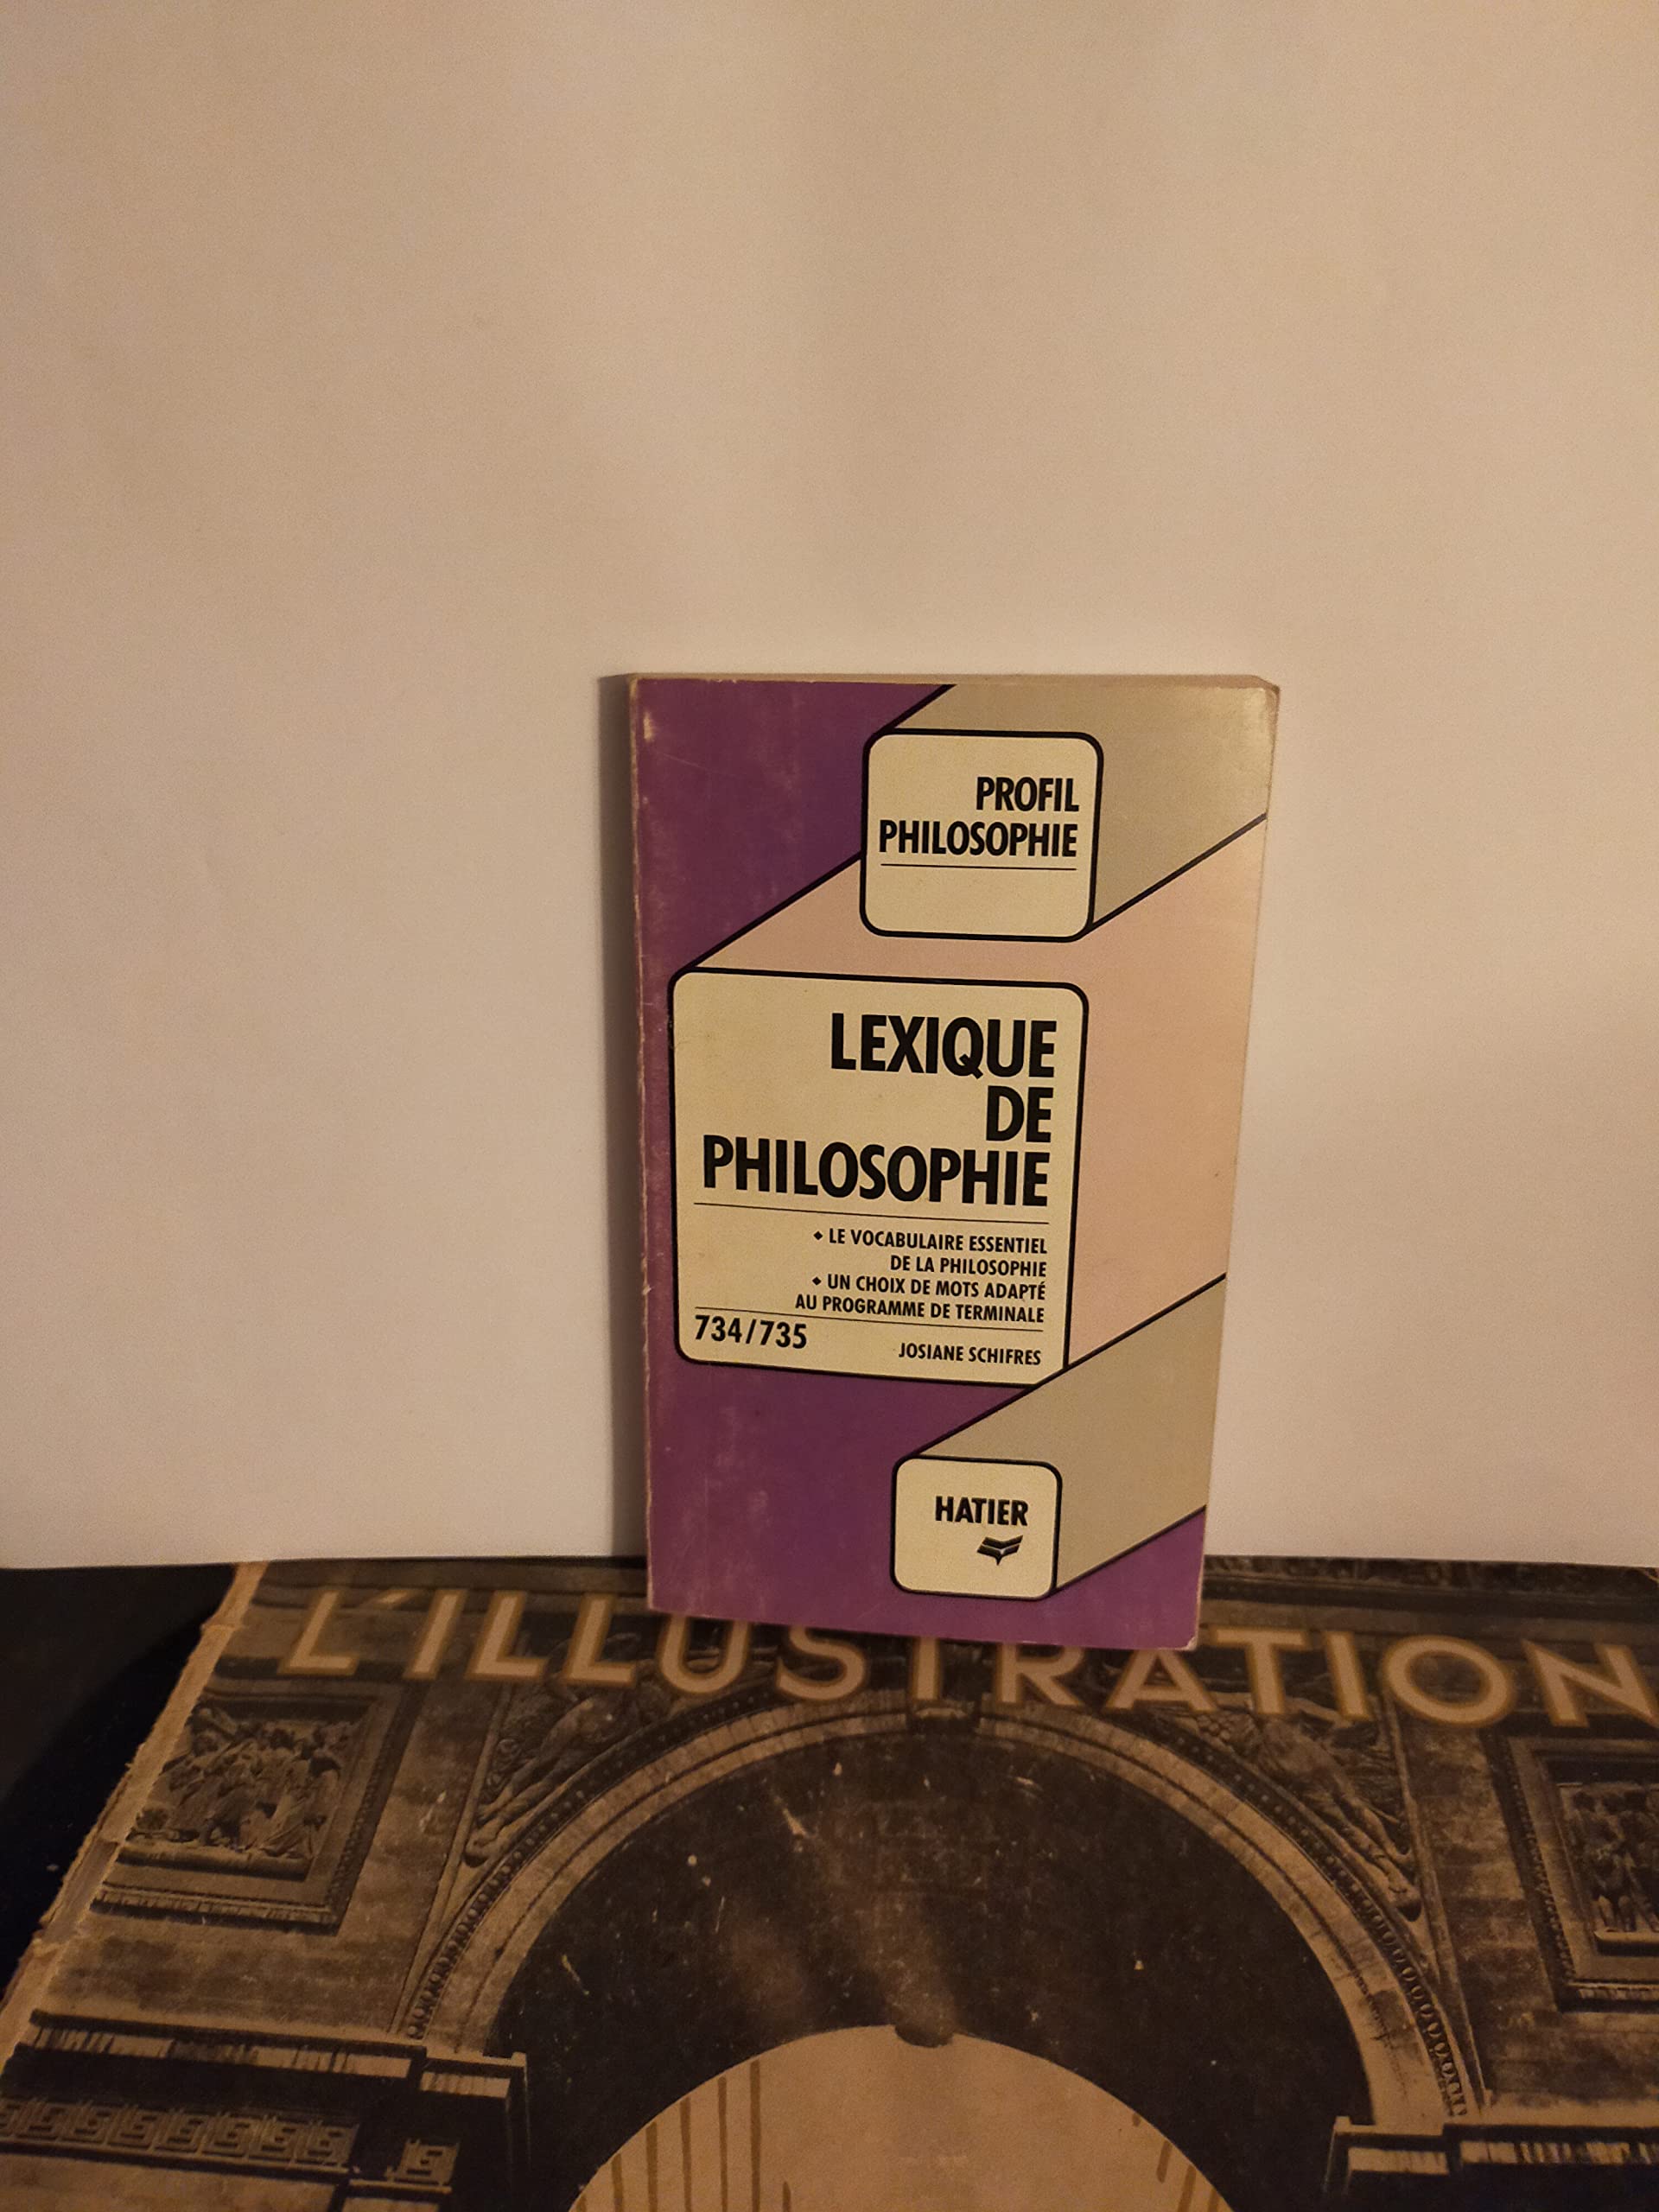 PROFIL
PHILOSOPHIE
LEXIQUE
DE
PHILOSOPHIE
◆ LE VOCABULAIRE ESSENTIEL
DE LA PHILOSOPHIE
◆ UN CHOIX DE MOTS ADAPTÉ
AU PROGRAMME DE TERMINALE
734/735
JOSIANE SCHIFRES
HATIER
L'ILLUSTRATION